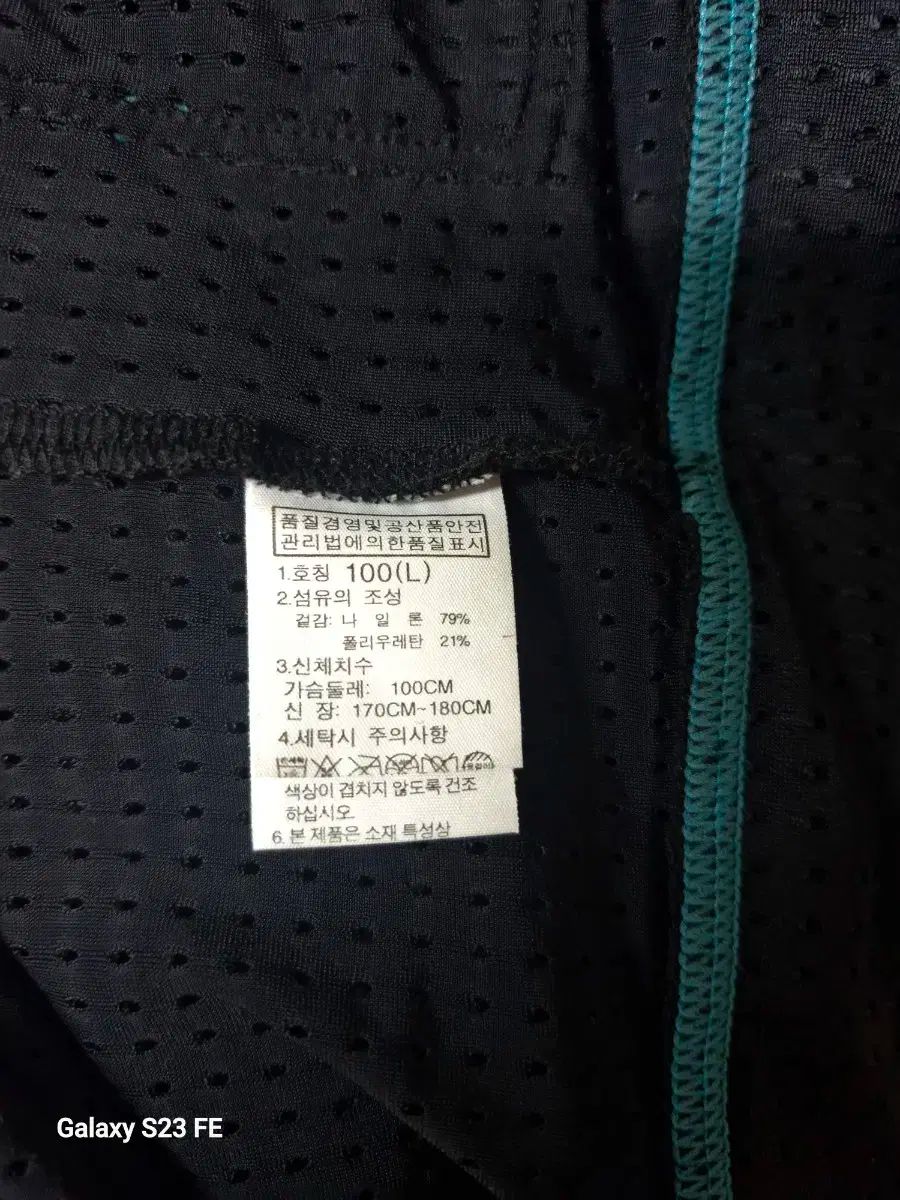 품질경영및공산품안전
관리법에의한품질표시
1.호칭 100(L)
2.섬유의 조성
겉감: 나 일 론 79%
폴리우레탄 21%
3.신체치수
가슴둘레: 100CM
신 장: 170CM~180CM
4.세탁시 주의사항
색상이 겹치지 않도록 건조
하십시오.
6. 본 제품은 소재 특성상
Galaxy S23 FE